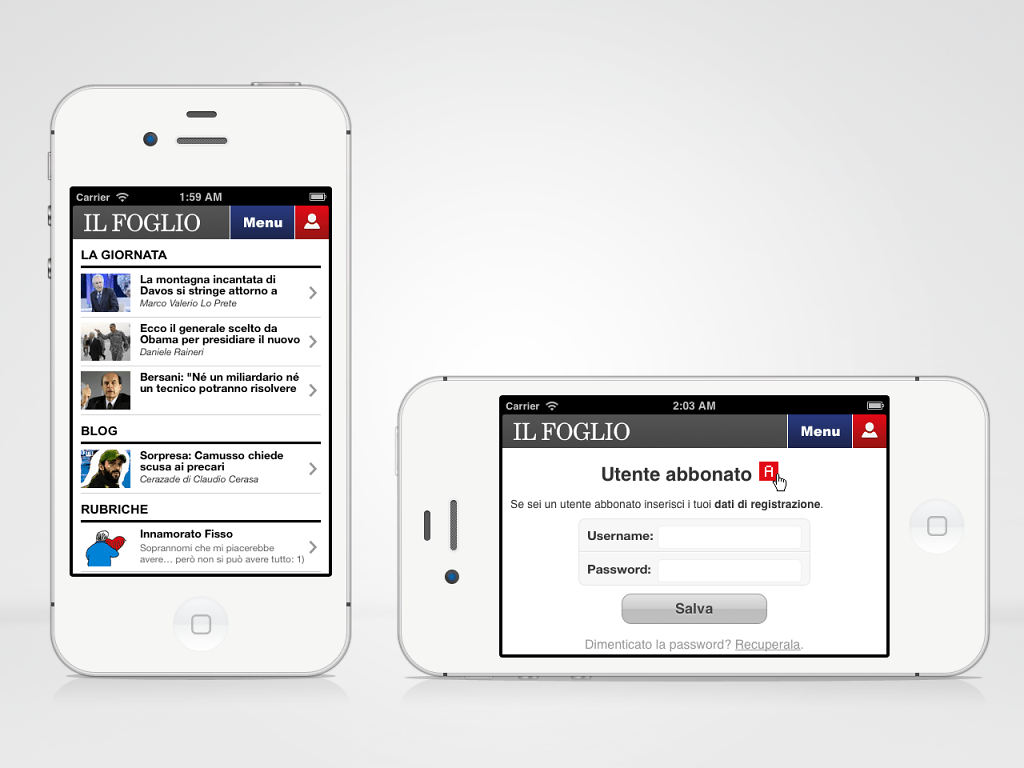 Carrier 1:59 AM
IL FOGLIO Menu
LA GIORNATA
La montagna incantata di
Davos si stringe attorno a
Marco Valerio Lo Prete
Ecco il generale scelto da
Obama per presidiare il nuovo
Daniele Raineri
Bersani: "Né un miliardario né
un tecnico potranno risolvere
BLOG
Sorpresa: Camusso chiede
scusa ai precari
Cerazade di Claudio Cerasa
RUBRICHE
Innamorato Fisso
Soprannomi che mi piacerebbe
avere... però non si può avere tutto: 1)
Carrier 2:03 AM
IL FOGLIO Menu
Utente abbonato A
Se sei un utente abbonato inserisci i tuoi dati di registrazione.
Username:
Password:
Salva
Dimenticato la password? Recuperala.